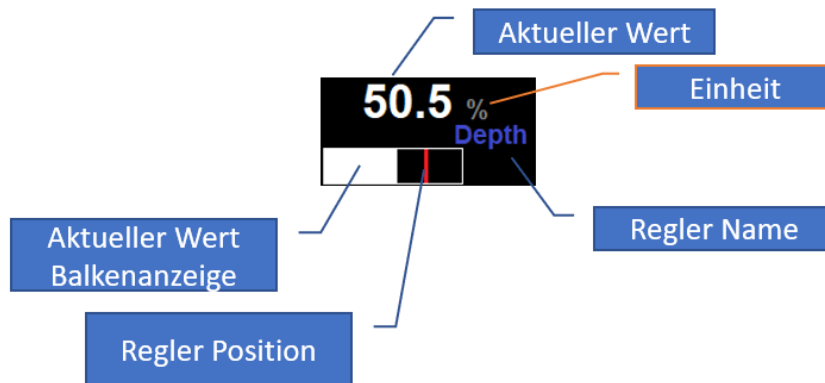 Aktueller Wert
50.5 %
Einheit
Depth
Regler Name
Aktueller Wert
Balkenanzeige
Regler Position